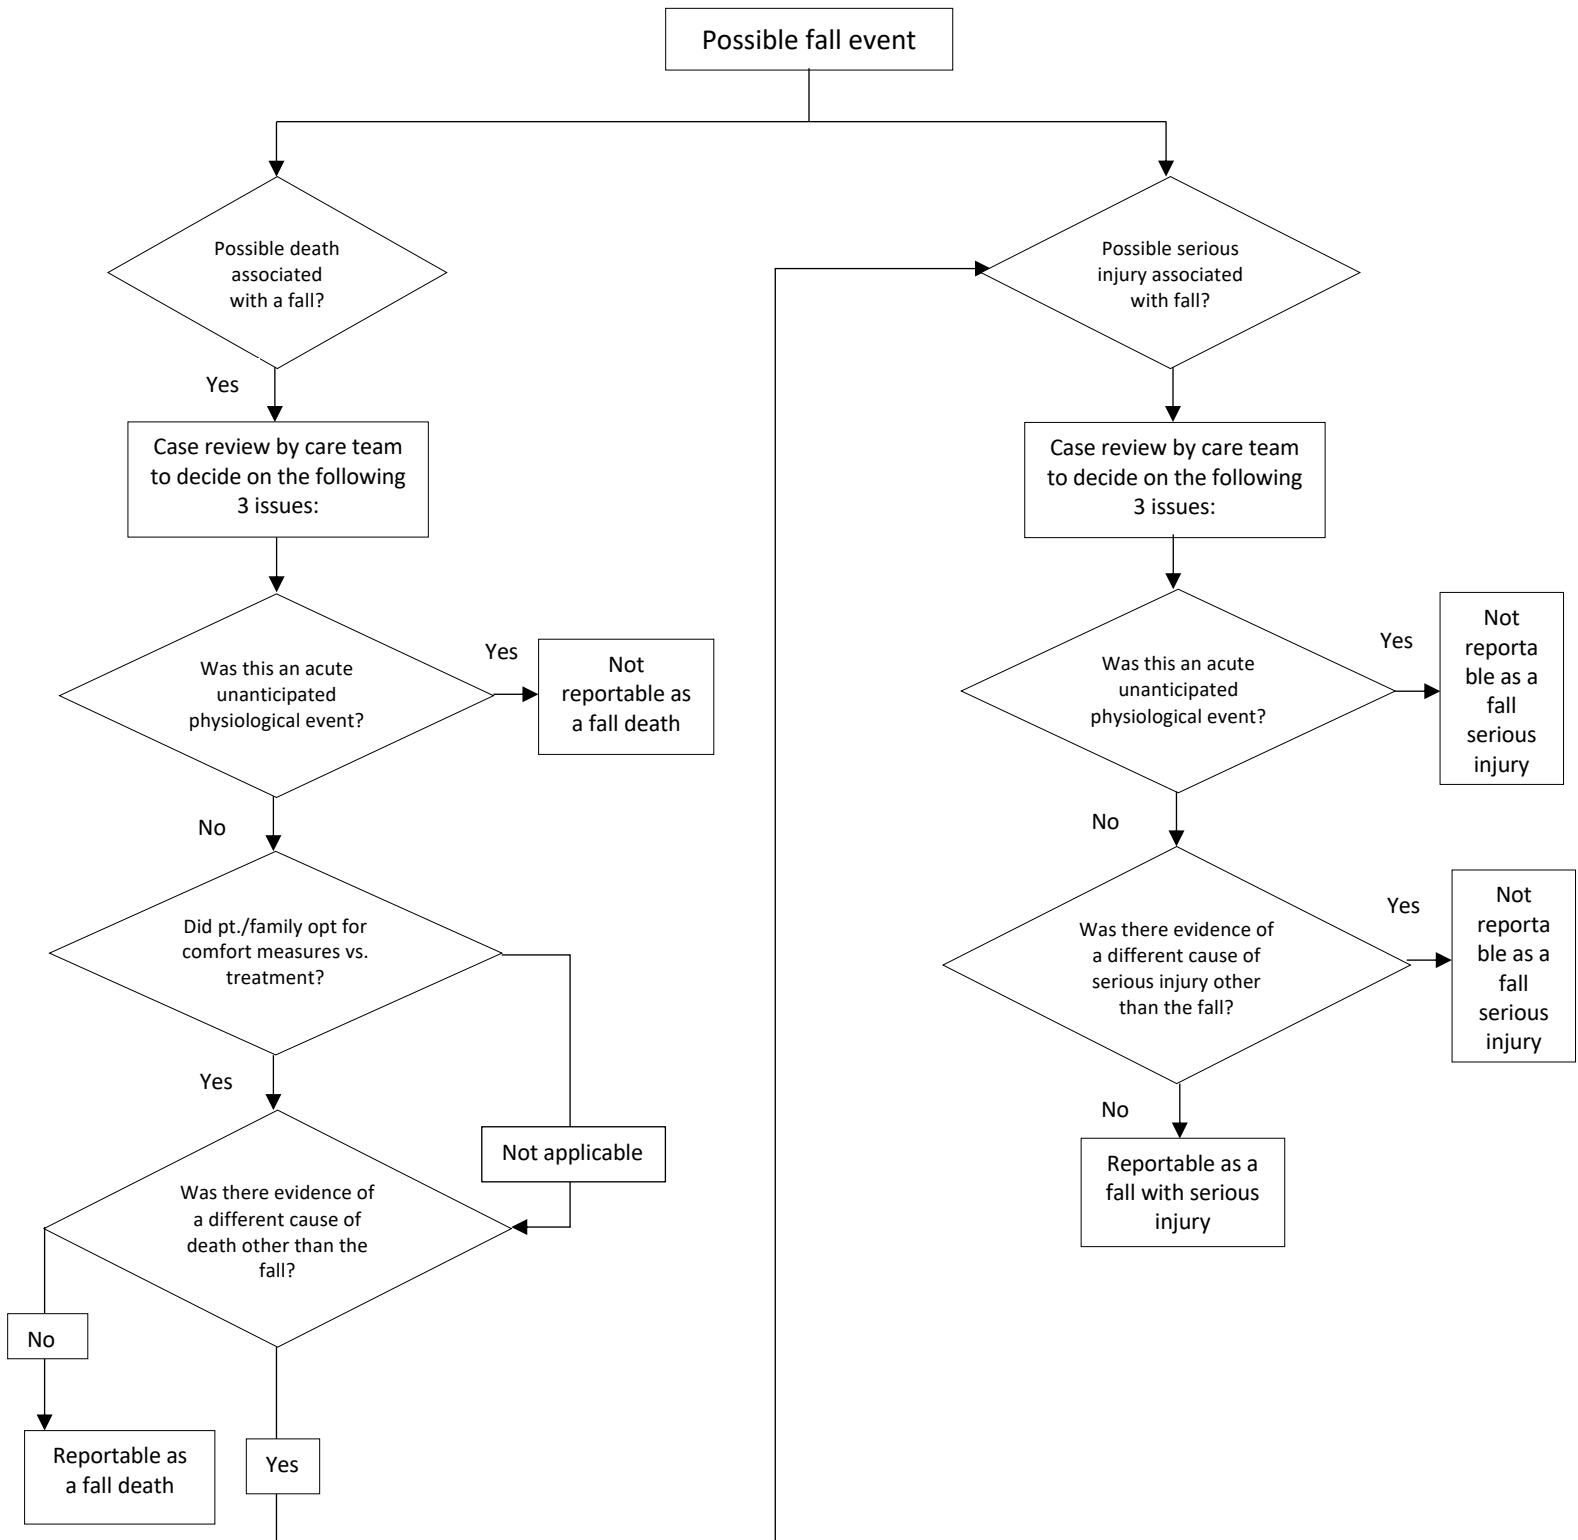 Possible fall event
Possible death
associated
with a fall?
Yes
Case review by care team
to decide on the following
3 issues:
Was this an acute
unanticipated
physiological event?
Yes
Not
reportable as
a fall death
No
Did pt./family opt for
comfort measures vs.
treatment?
Yes
Not applicable
Was there evidence of
a different cause of
death other than the
fall?
No
Reportable as
a fall death
Yes
Possible serious
injury associated
with fall?
Case review by care team
to decide on the following
3 issues:
Was this an acute
unanticipated
physiological event?
Yes
Not
reporta
ble as a
fall
serious
injury
No
Was there evidence of
a different cause of
serious injury other
than the fall?
Yes
Not
reporta
ble as a
fall
serious
injury
No
Reportable as a
fall with serious
injury